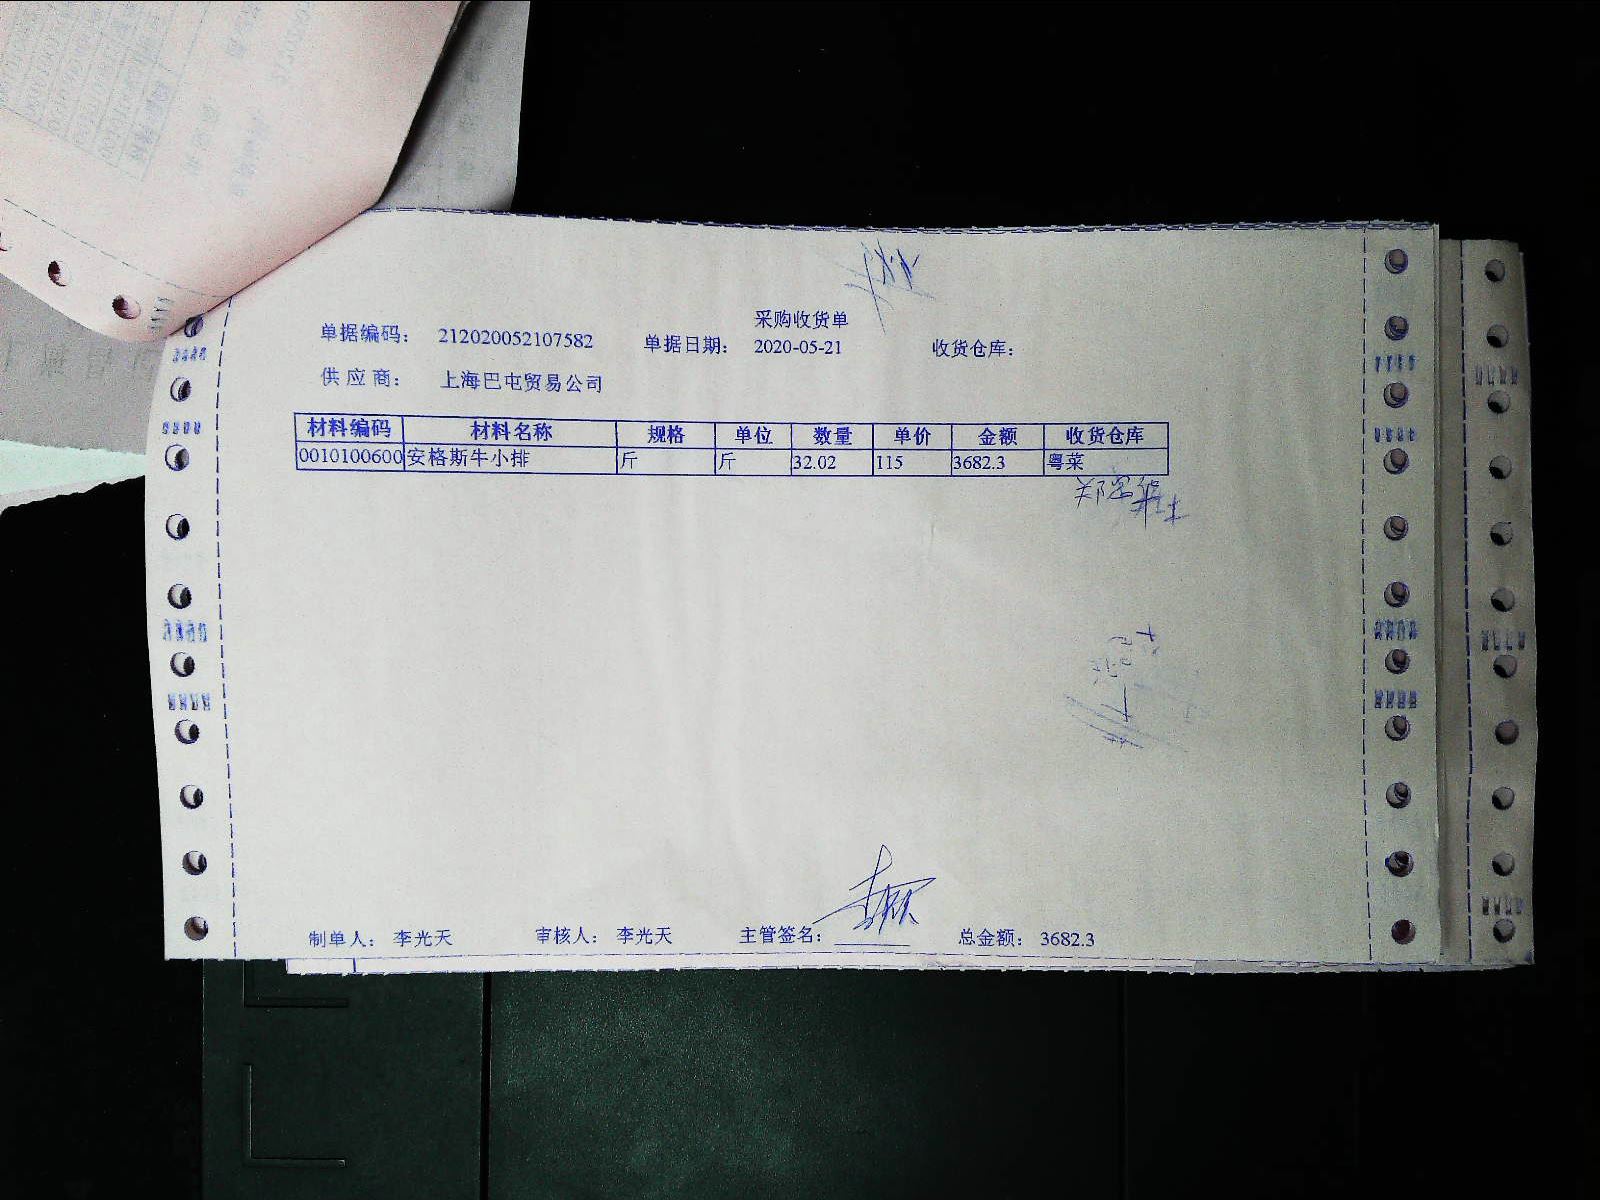 采购收货单
单据编码： 212020052107582 单据日期： 2020-05-21 收货仓库：
供应商： 上海巴屯贸易公司
材料编码 材料名称 规格 单位 数量 单价 金额 收货仓库
0010100600 安格斯牛小排 斤 斤 32.02 115 3682.3 粤菜
制单人： 李光天 审核人： 李光天 主管签名： 总金额： 3682.3